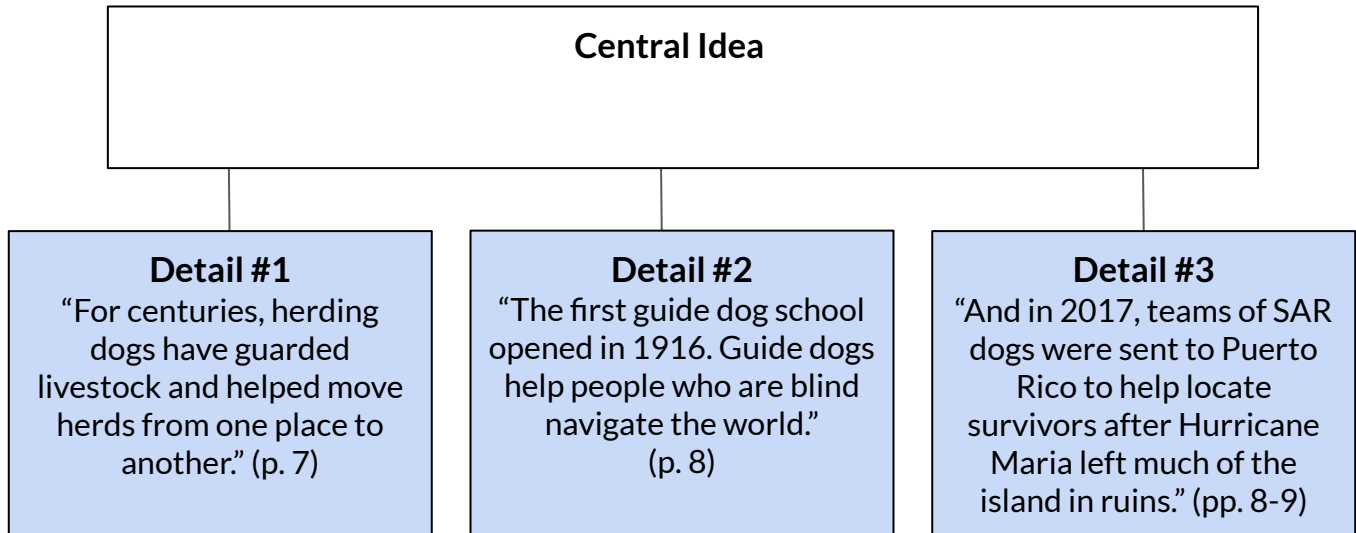 Central Idea
Detail #1
“For centuries, herding
dogs have guarded
livestock and helped move
herds from one place to
another.” (p. 7)
Detail #2
“The first guide dog school
opened in 1916. Guide dogs
help people who are blind
navigate the world.”
(p. 8)
Detail #3
“And in 2017, teams of SAR
dogs were sent to Puerto
Rico to help locate
survivors after Hurricane
Maria left much of the
island in ruins.” (pp. 8-9)